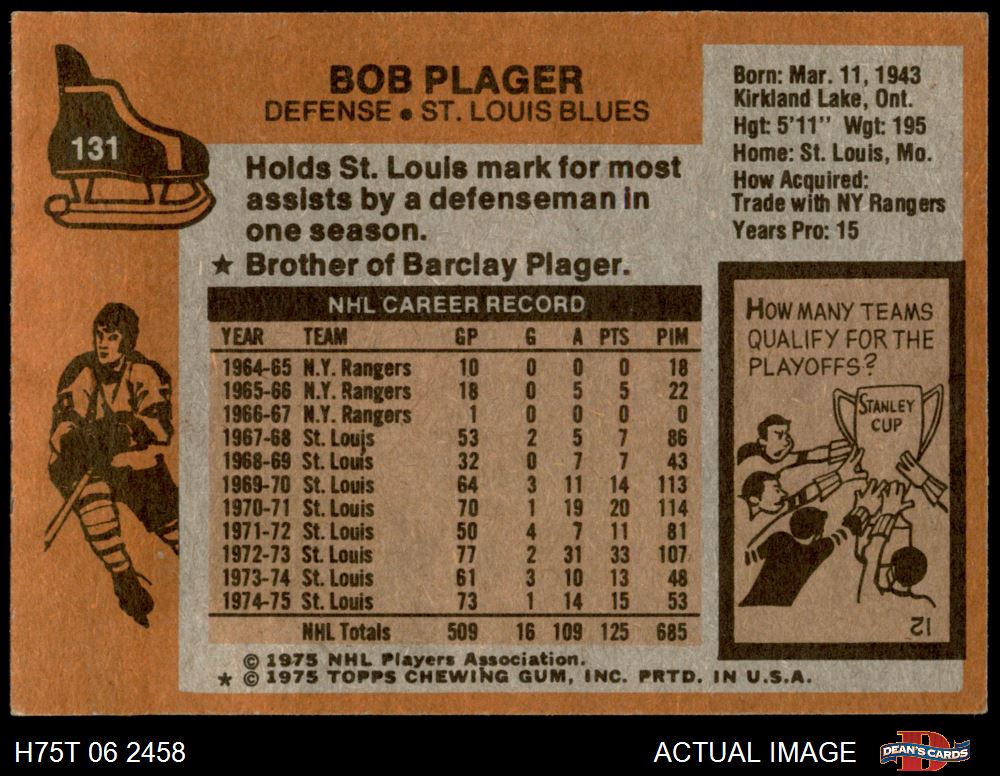 131
BOB PLAGER
DEFENSE • ST. LOUIS BLUES
Holds St. Louis mark for most
assists by a defenseman in
one season.
★ Brother of Barclay Plager.
Born: Mar. 11, 1943
Kirkland Lake, Ont.
Hgt: 5'11" Wgt: 195
Home: St. Louis, Mo.
How Acquired:
Trade with NY Rangers
Years Pro: 15
NHL CAREER RECORD
YEAR TEAM GP G A PTS PIM
1964-65 N.Y. Rangers 10 0 0 0 18
1965-66 N.Y. Rangers 18 0 5 5 22
1966-67 N.Y. Rangers 1 0 0 0 0
1967-68 St. Louis 53 2 5 7 86
1968-69 St. Louis 32 0 7 7 43
1969-70 St. Louis 64 3 11 14 113
1970-71 St. Louis 70 1 19 20 114
1971-72 St. Louis 50 4 7 11 81
1972-73 St. Louis 77 2 31 33 107
1973-74 St. Louis 61 3 10 13 48
1974-75 St. Louis 73 1 14 15 53
NHL Totals 509 16 109 125 685
HOW MANY TEAMS
QUALIFY FOR THE
PLAYOFFS?
STANLEY
CUP
12
© 1975 NHL Players Association.
★ © 1975 TOPPS CHEWING GUM, INC. PRTD. IN U.S.A.
H75T 06 2458
ACTUAL IMAGE
D
DEAN'S CARDS